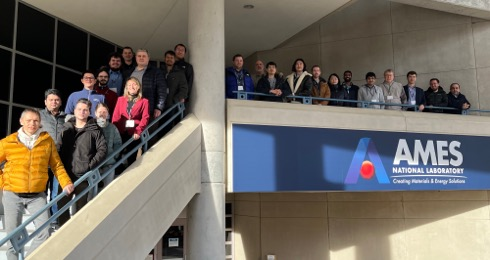 AMES
NATIONAL LABORATORY
Creating Materials & Energy Solutions